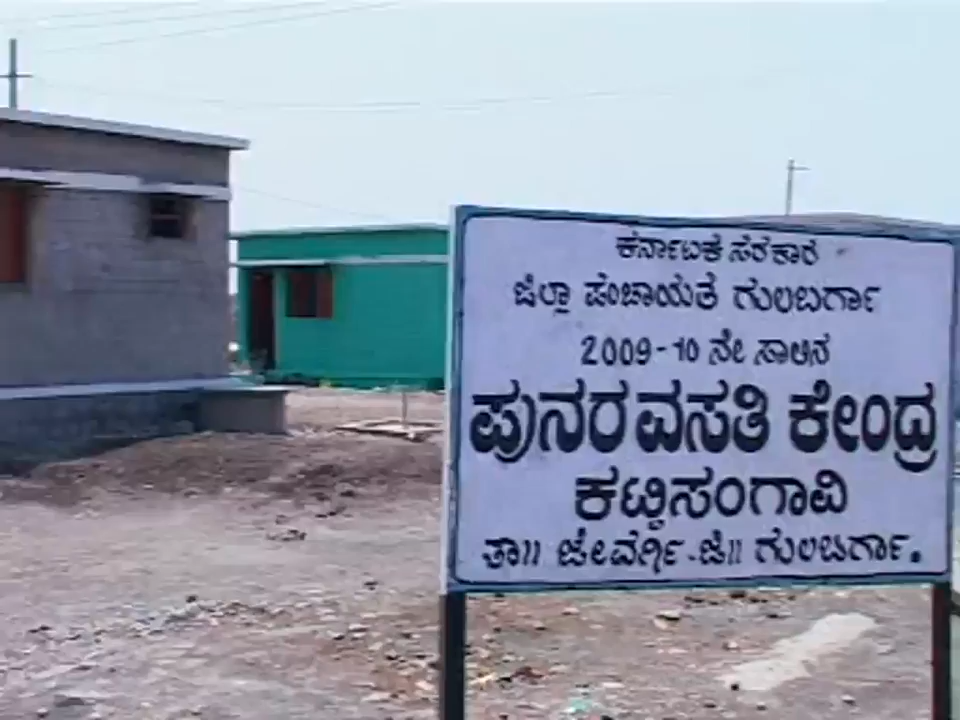 ಕರ್ನಾಟಕ ಸರಕಾರ
ಜಿಲ್ಲಾ ಪಂಚಾಯತ ಗುಲಬರ್ಗಾ
2009-10 ನೇ ಸಾಲಿನ
ಪುನರವಸತಿ ಕೇಂದ್ರ
ಕಟ್ಟಿಸಂಗಾವಿ
ತಾ॥ ಜೇವರ್ಗಿ-ಜಿ॥ ಗುಲಬರ್ಗಾ.